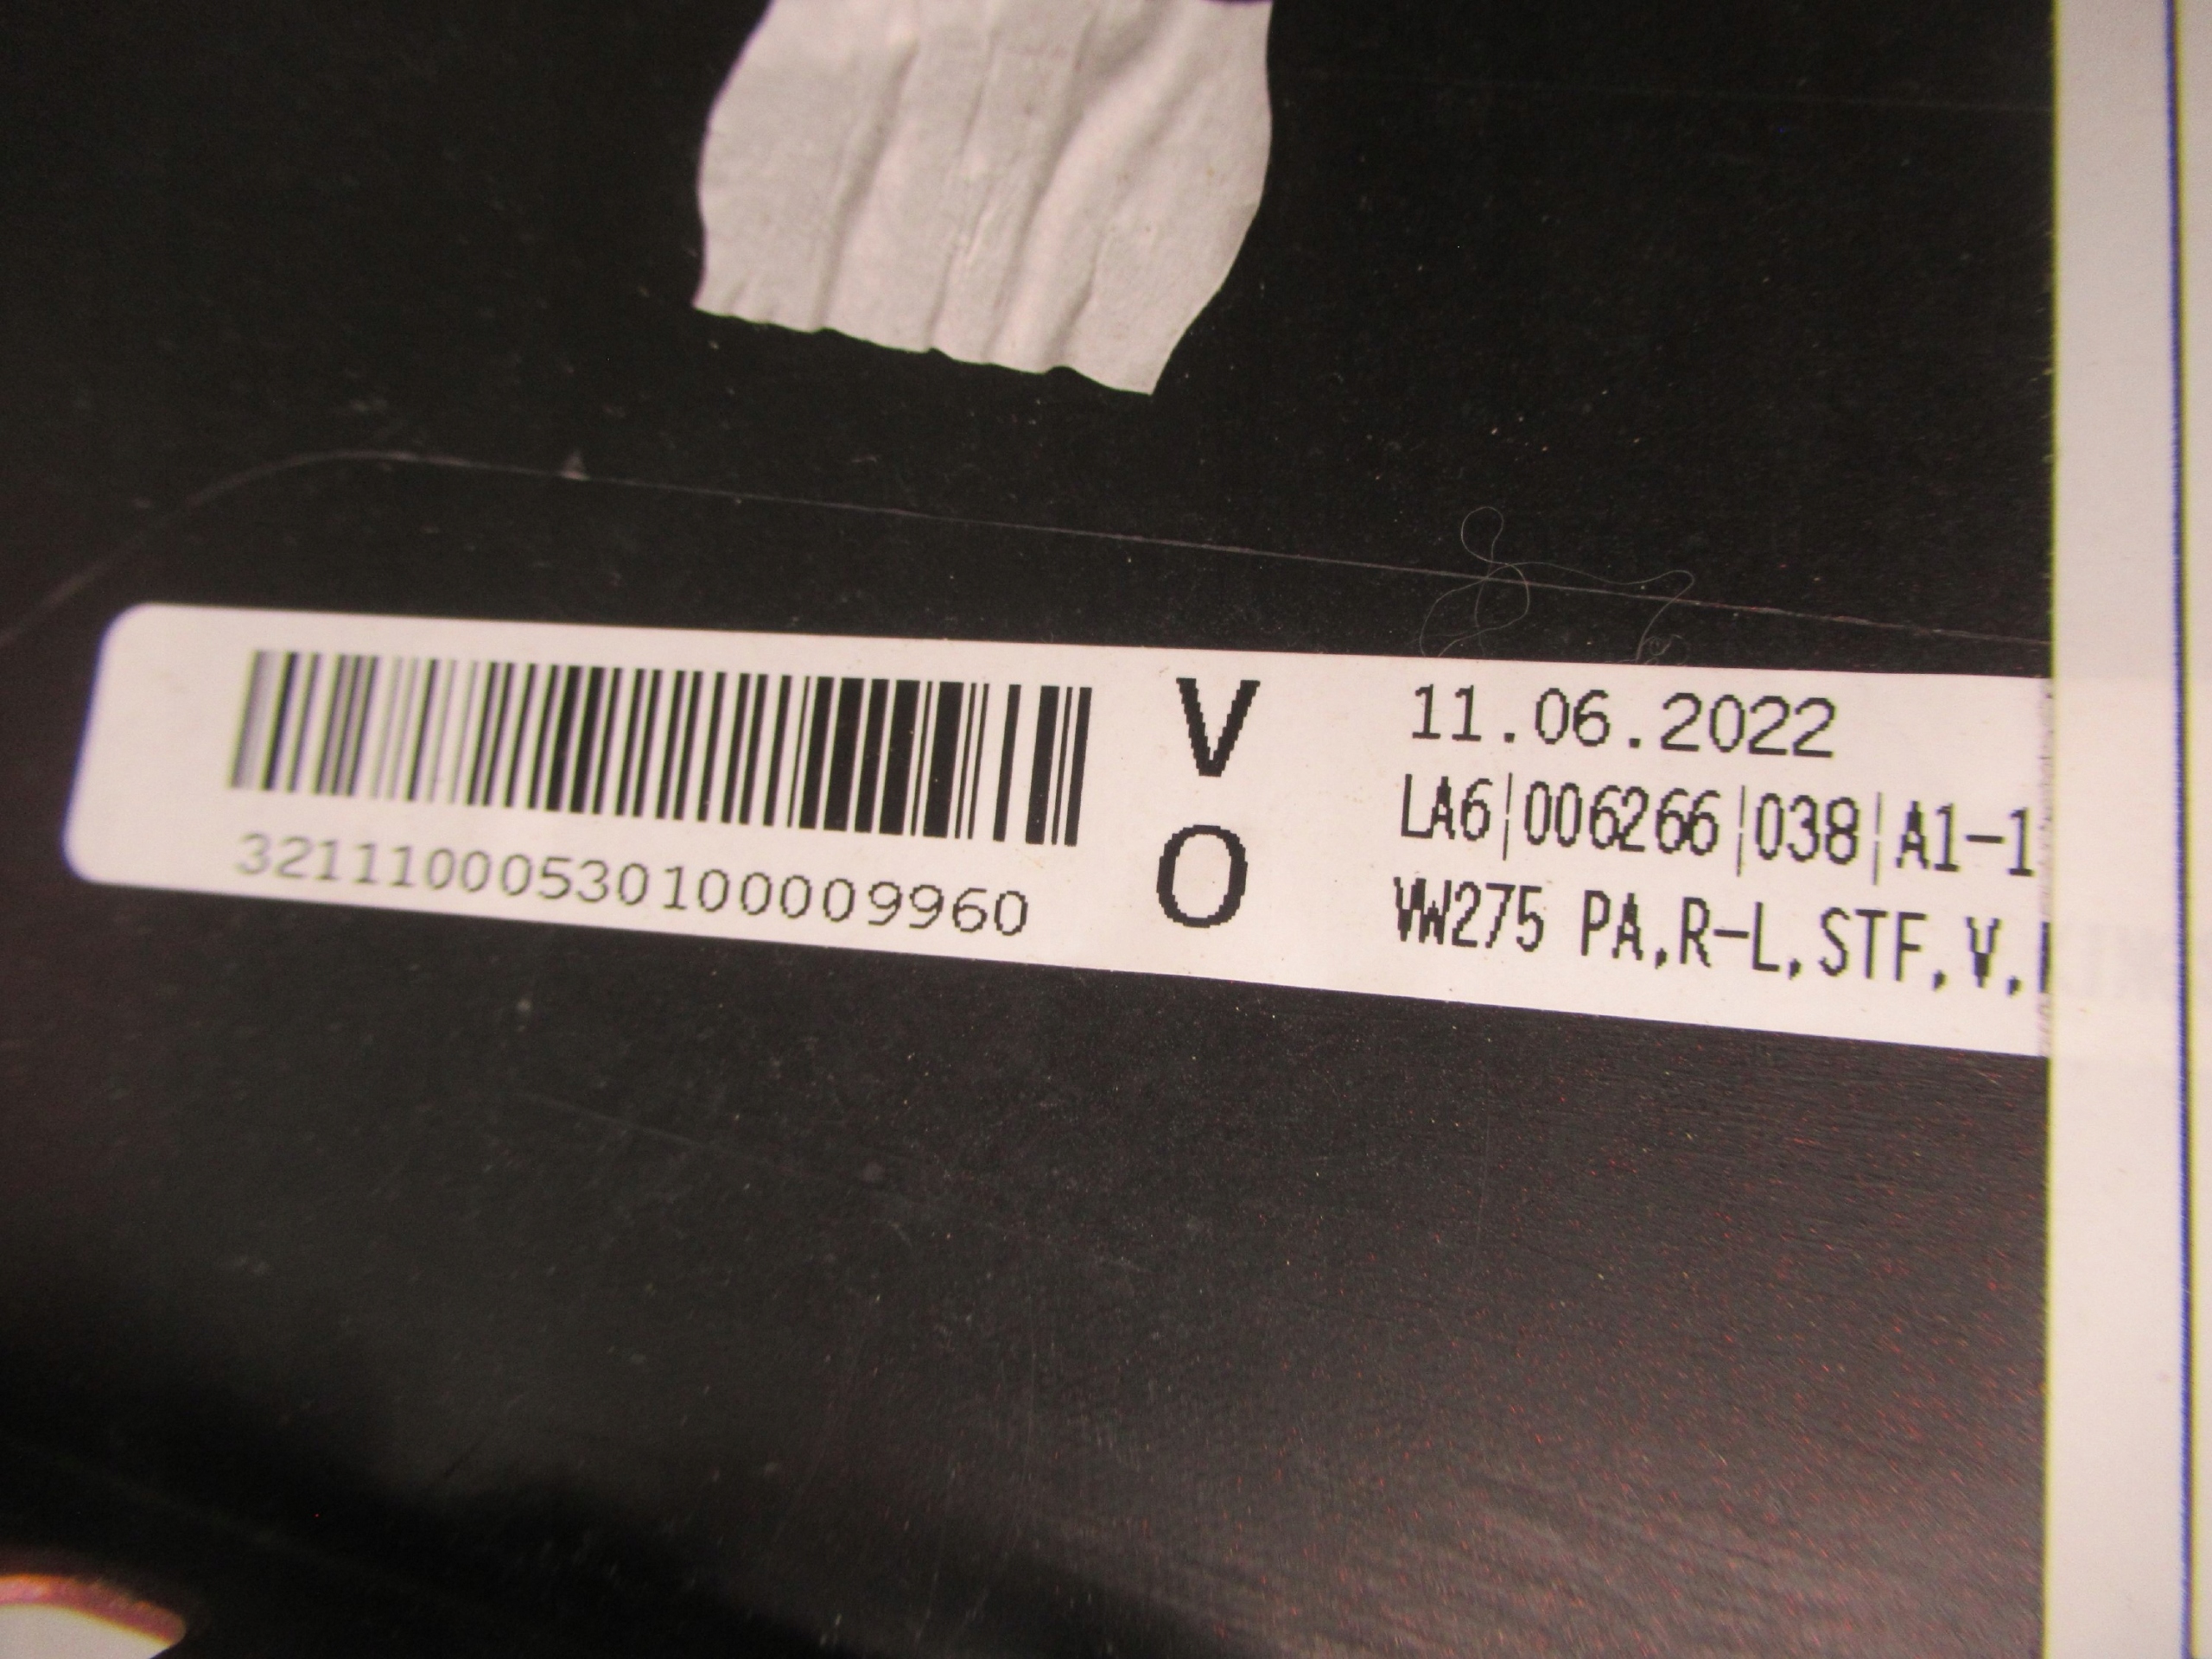 32111000530100009960
V
O
11.06.2022
LA6|006266|038|A1-1
VW275 PA,R-L,STF,V,